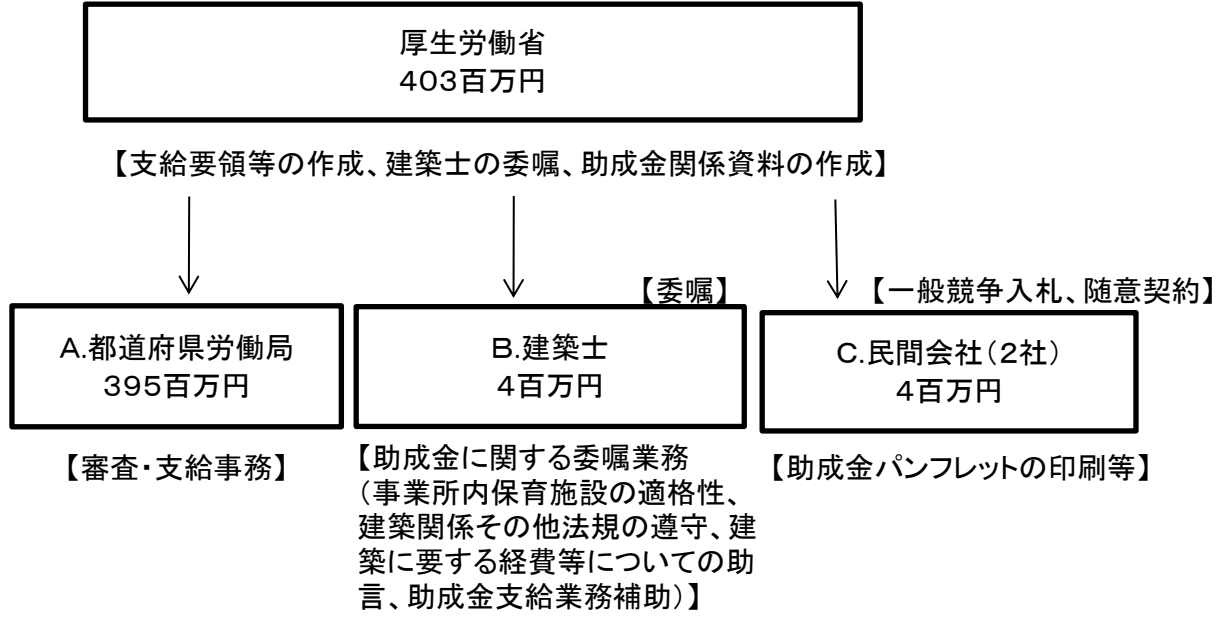 厚生労働省
403百万円
【支給要領等の作成、建築士の委嘱、助成金関係資料の作成】
【委嘱】
【一般競争入札、随意契約】
A.都道府県労働局
395百万円
B.建築士
4百万円
C.民間会社（2社）
4百万円
【審査・支給事務】
【助成金に関する委嘱業務
（事業所内保育施設の適格性、
建築関係その他法規の遵守、建
築に要する経費等についての助
言、助成金支給業務補助）】
【助成金パンフレットの印刷等】